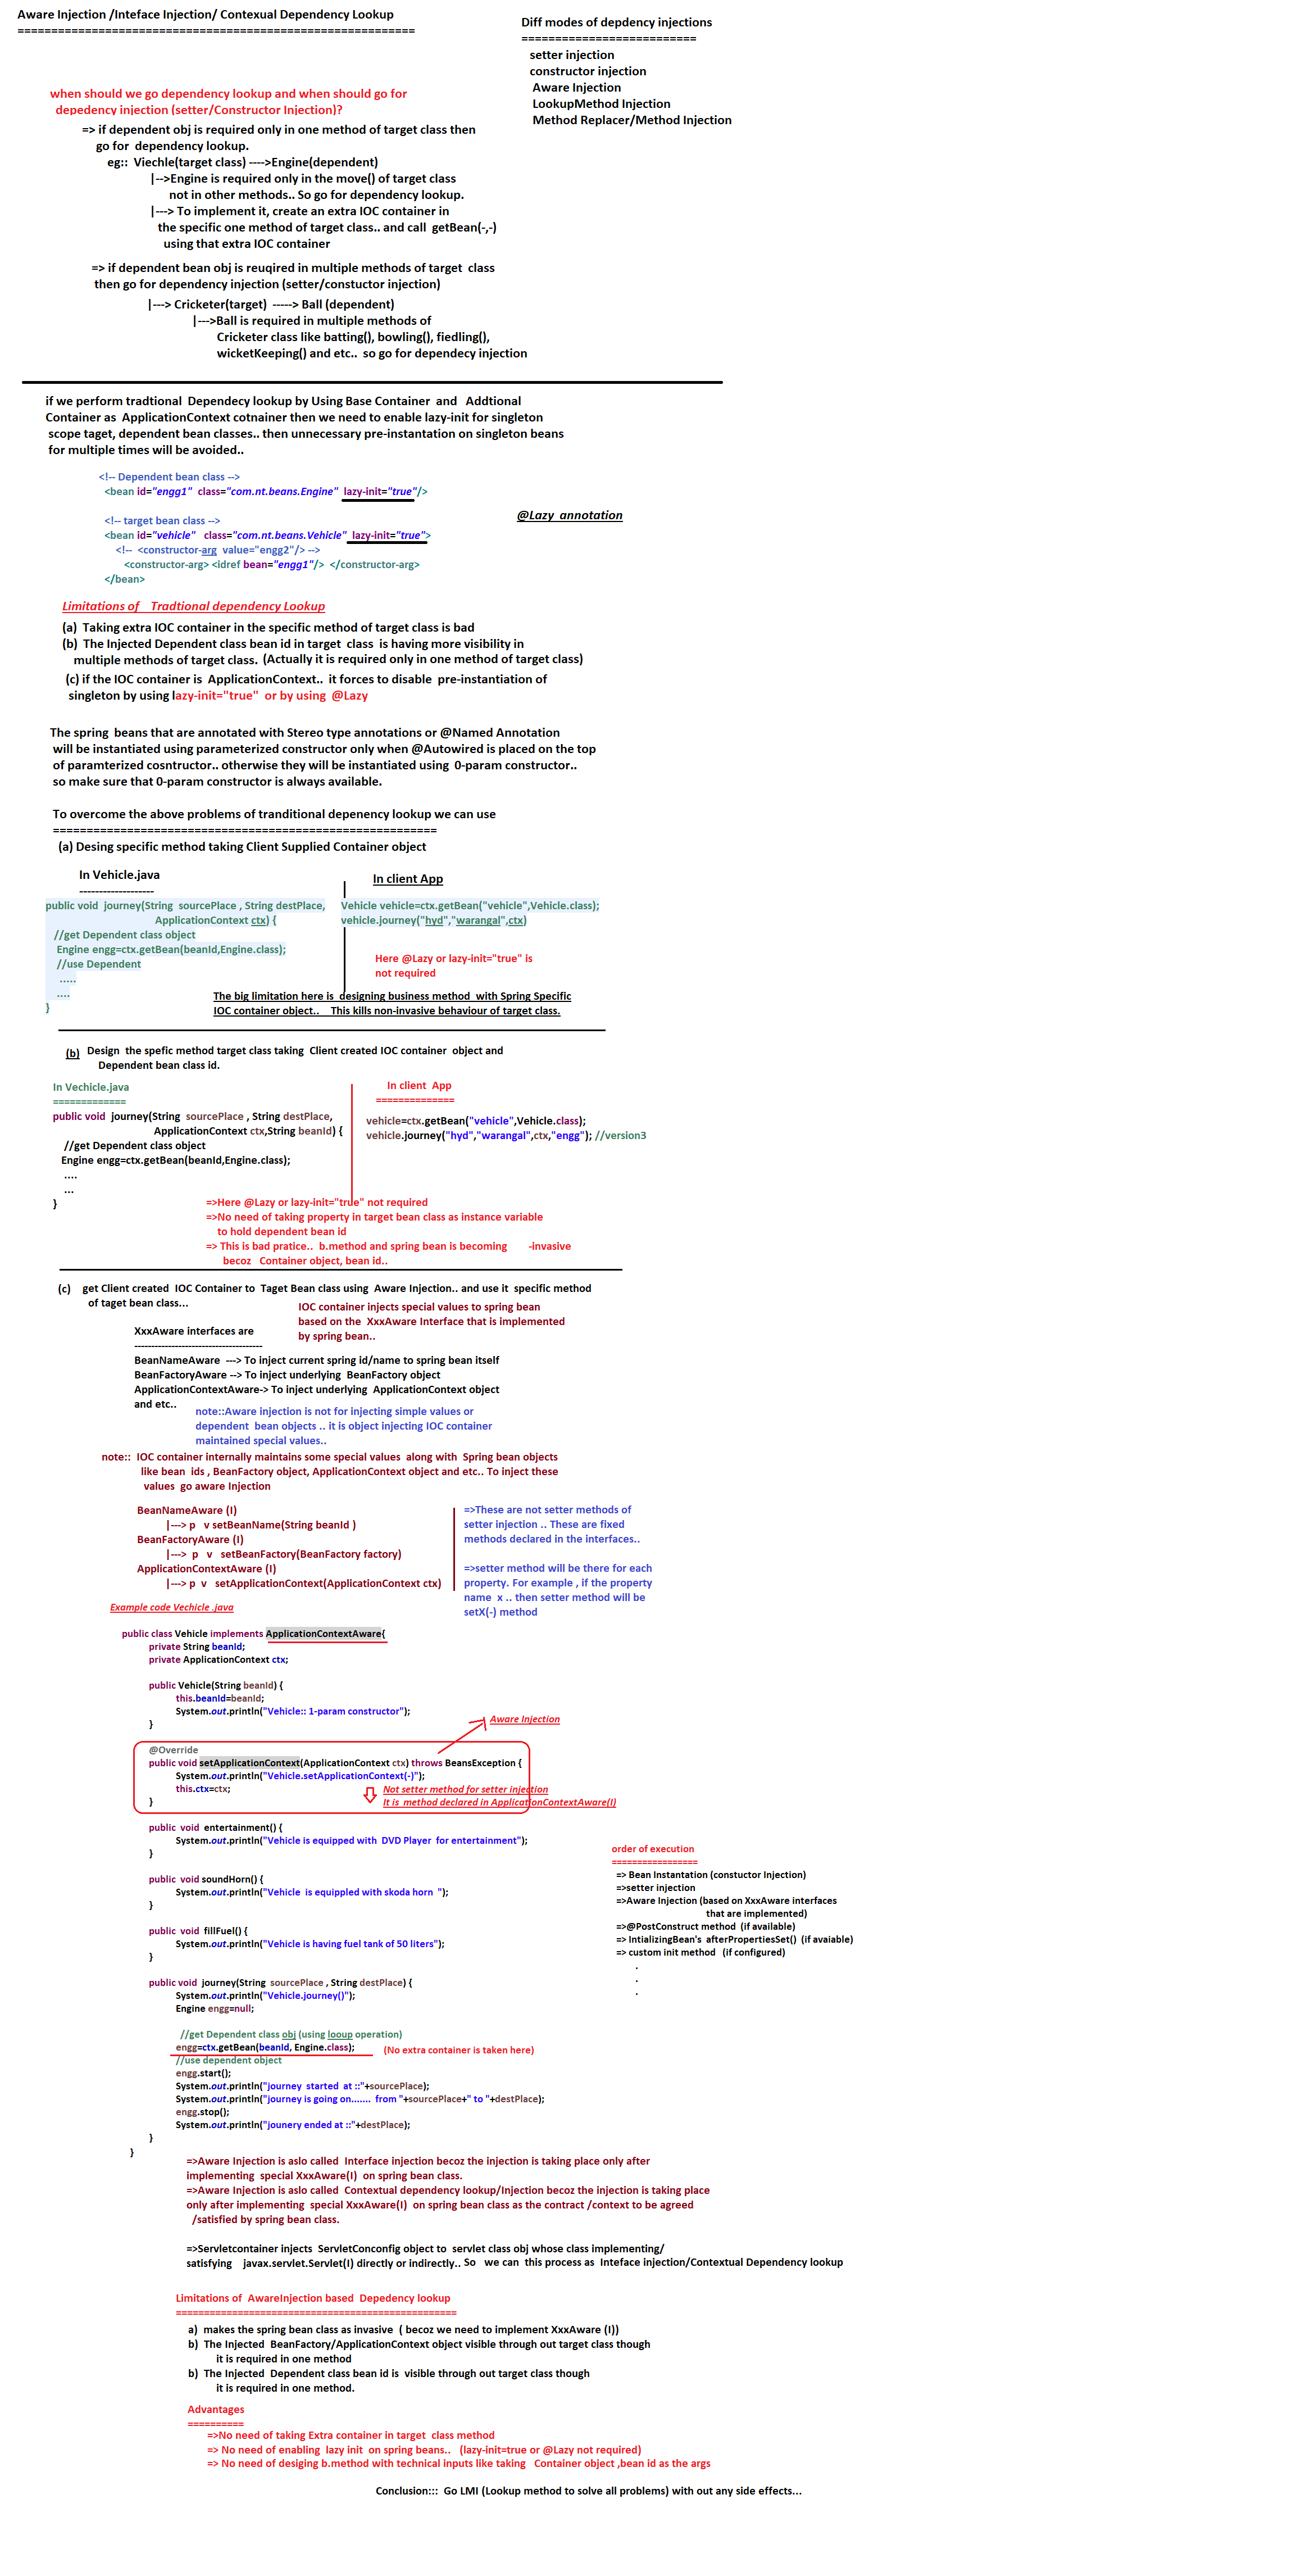 Aware Injection /Inteface Injection/ Contexual Dependency Lookup
===========================================================
Diff modes of depdency injections
==========================
setter injection
constructor injection
Aware Injection
LookupMethod Injection
Method Replacer/Method Injection
when should we go dependency lookup and when should go for
depedency injection (setter/Constructor Injection)?
=> if dependent obj is required only in one method of target class then
go for dependency lookup.
eg:: Viechle(target class) ---->Engine(dependent)
|-->Engine is required only in the move() of target class
not in other methods.. So go for dependency lookup.
|---> To implement it, create an extra IOC container in
the specific one method of target class.. and call getBean(-,-)
using that extra IOC container
=> if dependent bean obj is reuqired in multiple methods of target class
then go for dependency injection (setter/constuctor injection)
|---> Cricketer(target) -----> Ball (dependent)
|--->Ball is required in multiple methods of
Cricketer class like batting(), bowling(), fiedling(),
wicketKeeping() and etc.. so go for dependecy injection
if we perform tradtional Dependecy lookup by Using Base Container and Addtional
Container as ApplicationContext cotnainer then we need to enable lazy-init for singleton
scope taget, dependent bean classes.. then unnecessary pre-instantation on singleton beans
for multiple times will be avoided..
<!-- Dependent bean class -->
<bean id="engg1" class="com.nt.beans.Engine" lazy-init="true"/>
@Lazy annotation
<!-- target bean class -->
<bean id="vehicle" class="com.nt.beans.Vehicle" lazy-init="true">
<!-- <constructor-arg value="engg2"/> -->
<constructor-arg> <idref bean="engg1"/> </constructor-arg>
</bean>
Limitations of Tradtional dependency Lookup
(a) Taking extra IOC container in the specific method of target class is bad
(b) The Injected Dependent class bean id in target class is having more visibility in
multiple methods of target class. (Actually it is required only in one method of target class)
(c) if the IOC container is ApplicationContext.. it forces to disable pre-instantiation of
singleton by using lazy-init="true" or by using @Lazy
The spring beans that are annotated with Stereo type annotations or @Named Annotation
will be instantiated using parameterized constructor only when @Autowired is placed on the top
of paramterized cosntructor.. otherwise they will be instantiated using 0-param constructor..
so make sure that 0-param constructor is always available.
To overcome the above problems of tranditional depenency lookup we can use
=========================================================
(a) Desing specific method taking Client Supplied Container object
In Vehicle.java
-------------------
In client App
public void journey(String sourcePlace , String destPlace,
ApplicationContext ctx) {
//get Dependent class object
Engine engg=ctx.getBean(beanId,Engine.class);
//use Dependent
.....
....
}
Vehicle vehicle=ctx.getBean("vehicle",Vehicle.class);
vehicle.journey("hyd","warangal",ctx)
Here @Lazy or lazy-init="true" is
not required
The big limitation here is designing business method with Spring Specific
IOC container object.. This kills non-invasive behaviour of target class.
(b) Design the spefic method target class taking Client created IOC container object and
Dependent bean class id.
In Vechicle.java
=============
public void journey(String sourcePlace , String destPlace,
ApplicationContext ctx,String beanId) {
//get Dependent class object
Engine engg=ctx.getBean(beanId,Engine.class);
....
...
}
In client App
==============
vehicle=ctx.getBean("vehicle",Vehicle.class);
vehicle.journey("hyd","warangal",ctx,"engg"); //version3
=>Here @Lazy or lazy-init="true" not required
=>No need of taking property in target bean class as instance variable
to hold dependent bean id
=> This is bad pratice.. b.method and spring bean is becoming -invasive
becoz Container object, bean id..
(c) get Client created IOC Container to Taget Bean class using Aware Injection.. and use it specific method
of taget bean class...
IOC container injects special values to spring bean
based on the XxxAware Interface that is implemented
by spring bean..
XxxAware interfaces are
--------------------------------------
BeanNameAware ---> To inject current spring id/name to spring bean itself
BeanFactoryAware --> To inject underlying BeanFactory object
ApplicationContextAware-> To inject underlying ApplicationContext object
and etc..
note::Aware injection is not for injecting simple values or
dependent bean objects .. it is object injecting IOC container
maintained special values..
note:: IOC container internally maintains some special values along with Spring bean objects
like bean ids , BeanFactory object, ApplicationContext object and etc.. To inject these
values go aware Injection
BeanNameAware (I)
|---> p v setBeanName(String beanId )
BeanFactoryAware (I)
|---> p v setBeanFactory(BeanFactory factory)
ApplicationContextAware (I)
|---> p v setApplicationContext(ApplicationContext ctx)
=>These are not setter methods of
setter injection .. These are fixed
methods declared in the interfaces..
=>setter method will be there for each
property. For example , if the property
name x .. then setter method will be
setX(-) method
Example code Vechicle .java
public class Vehicle implements ApplicationContextAware{
private String beanId;
private ApplicationContext ctx;
public Vehicle(String beanId) {
this.beanId=beanId;
System.out.println("Vehicle:: 1-param constructor");
}
Aware Injection
@Override
public void setApplicationContext(ApplicationContext ctx) throws BeansException {
System.out.println("Vehicle.setApplicationContext(-)");
this.ctx=ctx;
}
Not setter method for setter injection
It is method declared in ApplicationContextAware(I)
public void entertainment() {
System.out.println("Vehicle is equipped with DVD Player for entertainment");
}
public void soundHorn() {
System.out.println("Vehicle is equippled with skoda horn ");
}
public void fillFuel() {
System.out.println("Vehicle is having fuel tank of 50 liters");
}
order of execution
=================
=> Bean Instantation (constuctor Injection)
=>setter injection
=>Aware Injection (based on XxxAware interfaces
that are implemented)
=>@PostConstruct method (if available)
=> IntializingBean's afterPropertiesSet() (if avaiable)
=> custom init method (if configured)
.
.
.
public void journey(String sourcePlace , String destPlace) {
System.out.println("Vehicle.journey()");
Engine engg=null;
//get Dependent class obj (using looup operation)
engg=ctx.getBean(beanId, Engine.class); (No extra container is taken here)
//use dependent object
engg.start();
System.out.println("journey started at ::"+sourcePlace);
System.out.println("journey is going on....... from "+sourcePlace+" to "+destPlace);
engg.stop();
System.out.println("jounery ended at ::"+destPlace);
}
}
=>Aware Injection is aslo called Interface injection becoz the injection is taking place only after
implementing special XxxAware(I) on spring bean class.
=>Aware Injection is aslo called Contextual dependency lookup/Injection becoz the injection is taking place
only after implementing special XxxAware(I) on spring bean class as the contract /context to be agreed
/satisfied by spring bean class.
=>Servletcontainer injects ServletConconfig object to servlet class obj whose class implementing/
satisfying javax.servlet.Servlet(I) directly or indirectly.. So we can this process as Inteface injection/Contextual Dependency lookup
Limitations of AwareInjection based Depedency lookup
==================================================
a) makes the spring bean class as invasive ( becoz we need to implement XxxAware (I))
b) The Injected BeanFactory/ApplicationContext object visible through out target class though
it is required in one method
b) The Injected Dependent class bean id is visible through out target class though
it is required in one method.
Advantages
==========
=>No need of taking Extra container in target class method
=> No need of enabling lazy init on spring beans.. (lazy-init=true or @Lazy not required)
=> No need of desiging b.method with technical inputs like taking Container object ,bean id as the args
Conclusion::: Go LMI (Lookup method to solve all problems) with out any side effects...